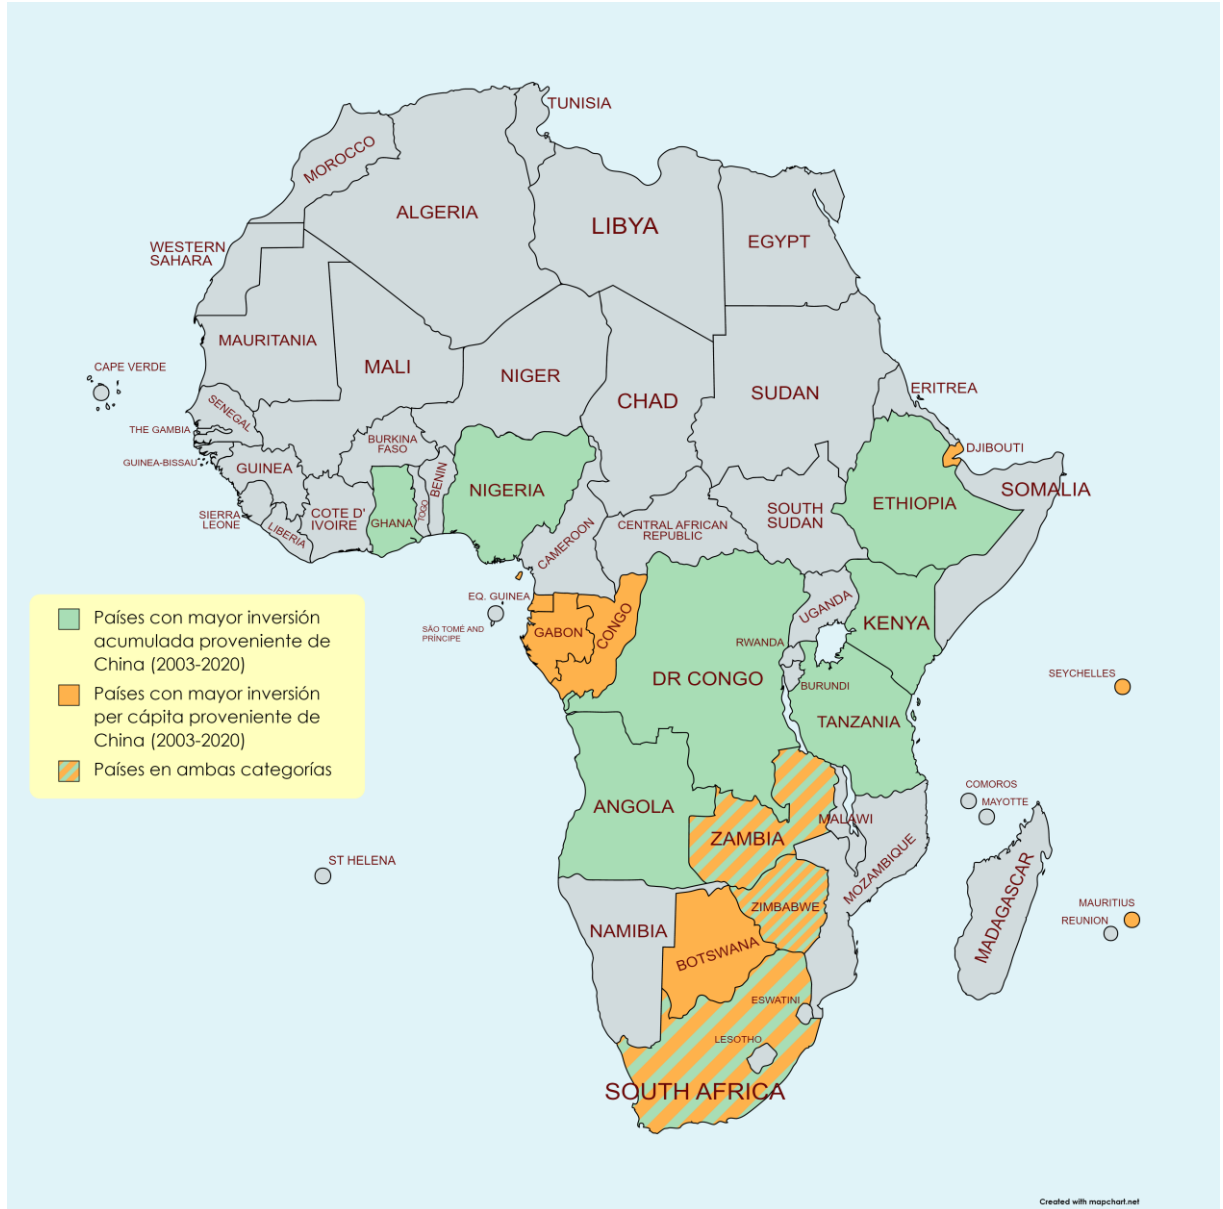 TUNISIA
MOROCCO
ALGERIA
LIBYA
EGYPT
WESTERN
SAHARA
MAURITANIA
MALI
NIGER
CHAD
SUDAN
ERITREA
CAPE VERDE
SENEGAL
THE GAMBIA
GUINEA-BISSAU
GUINEA
SIERRA
LEONE
LIBERIA
COTE D'
IVOIRE
BURKINA
FASO
GHANA
TOGO
BENIN
NIGERIA
CAMEROON
CENTRAL AFRICAN
REPUBLIC
SOUTH
SUDAN
ETHIOPIA
DJIBOUTI
SOMALIA
EQ. GUINEA
SÃO TOMÉ AND
PRÍNCIPE
GABON
CONGO
DR CONGO
UGANDA
KENYA
RWANDA
BURUNDI
TANZANIA
SEYCHELLES
Países con mayor inversión
acumulada proveniente de
China (2003-2020)
Países con mayor inversión
per cápita proveniente de
China (2003-2020)
Países en ambas categorías
ANGOLA
ZAMBIA
MALAWI
MOZAMBIQUE
COMOROS
MAYOTTE
MADAGASCAR
MAURITIUS
REUNION
ST HELENA
NAMIBIA
BOTSWANA
ZIMBABWE
ESWATINI
LESOTHO
SOUTH AFRICA
Created with mapchart.net